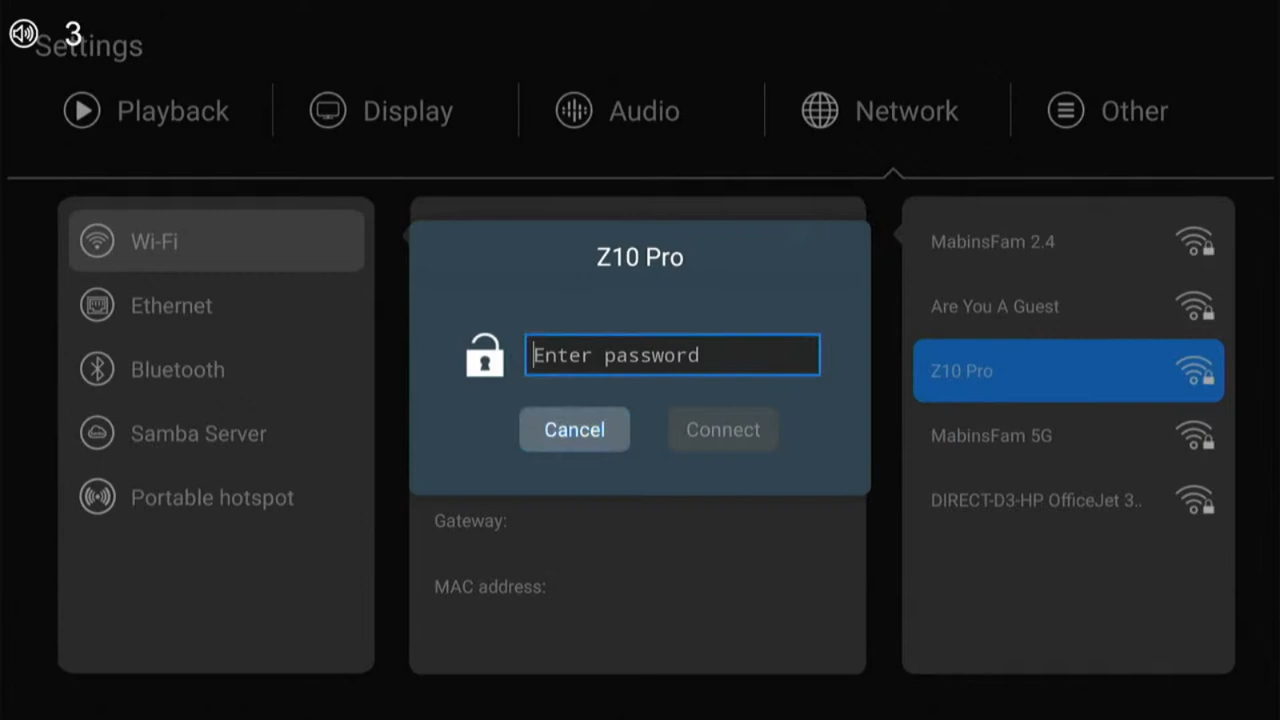 3
Settings
Playback
Display
Audio
Network
Other
Wi-Fi
Ethernet
Bluetooth
Samba Server
Portable hotspot
Z10 Pro
Enter password
Cancel
Connect
Gateway:
MAC address:
MabinsFam 2.4
Are You A Guest
Z10 Pro
MabinsFam 5G
DIRECT-D3-HP OfficeJet 3..